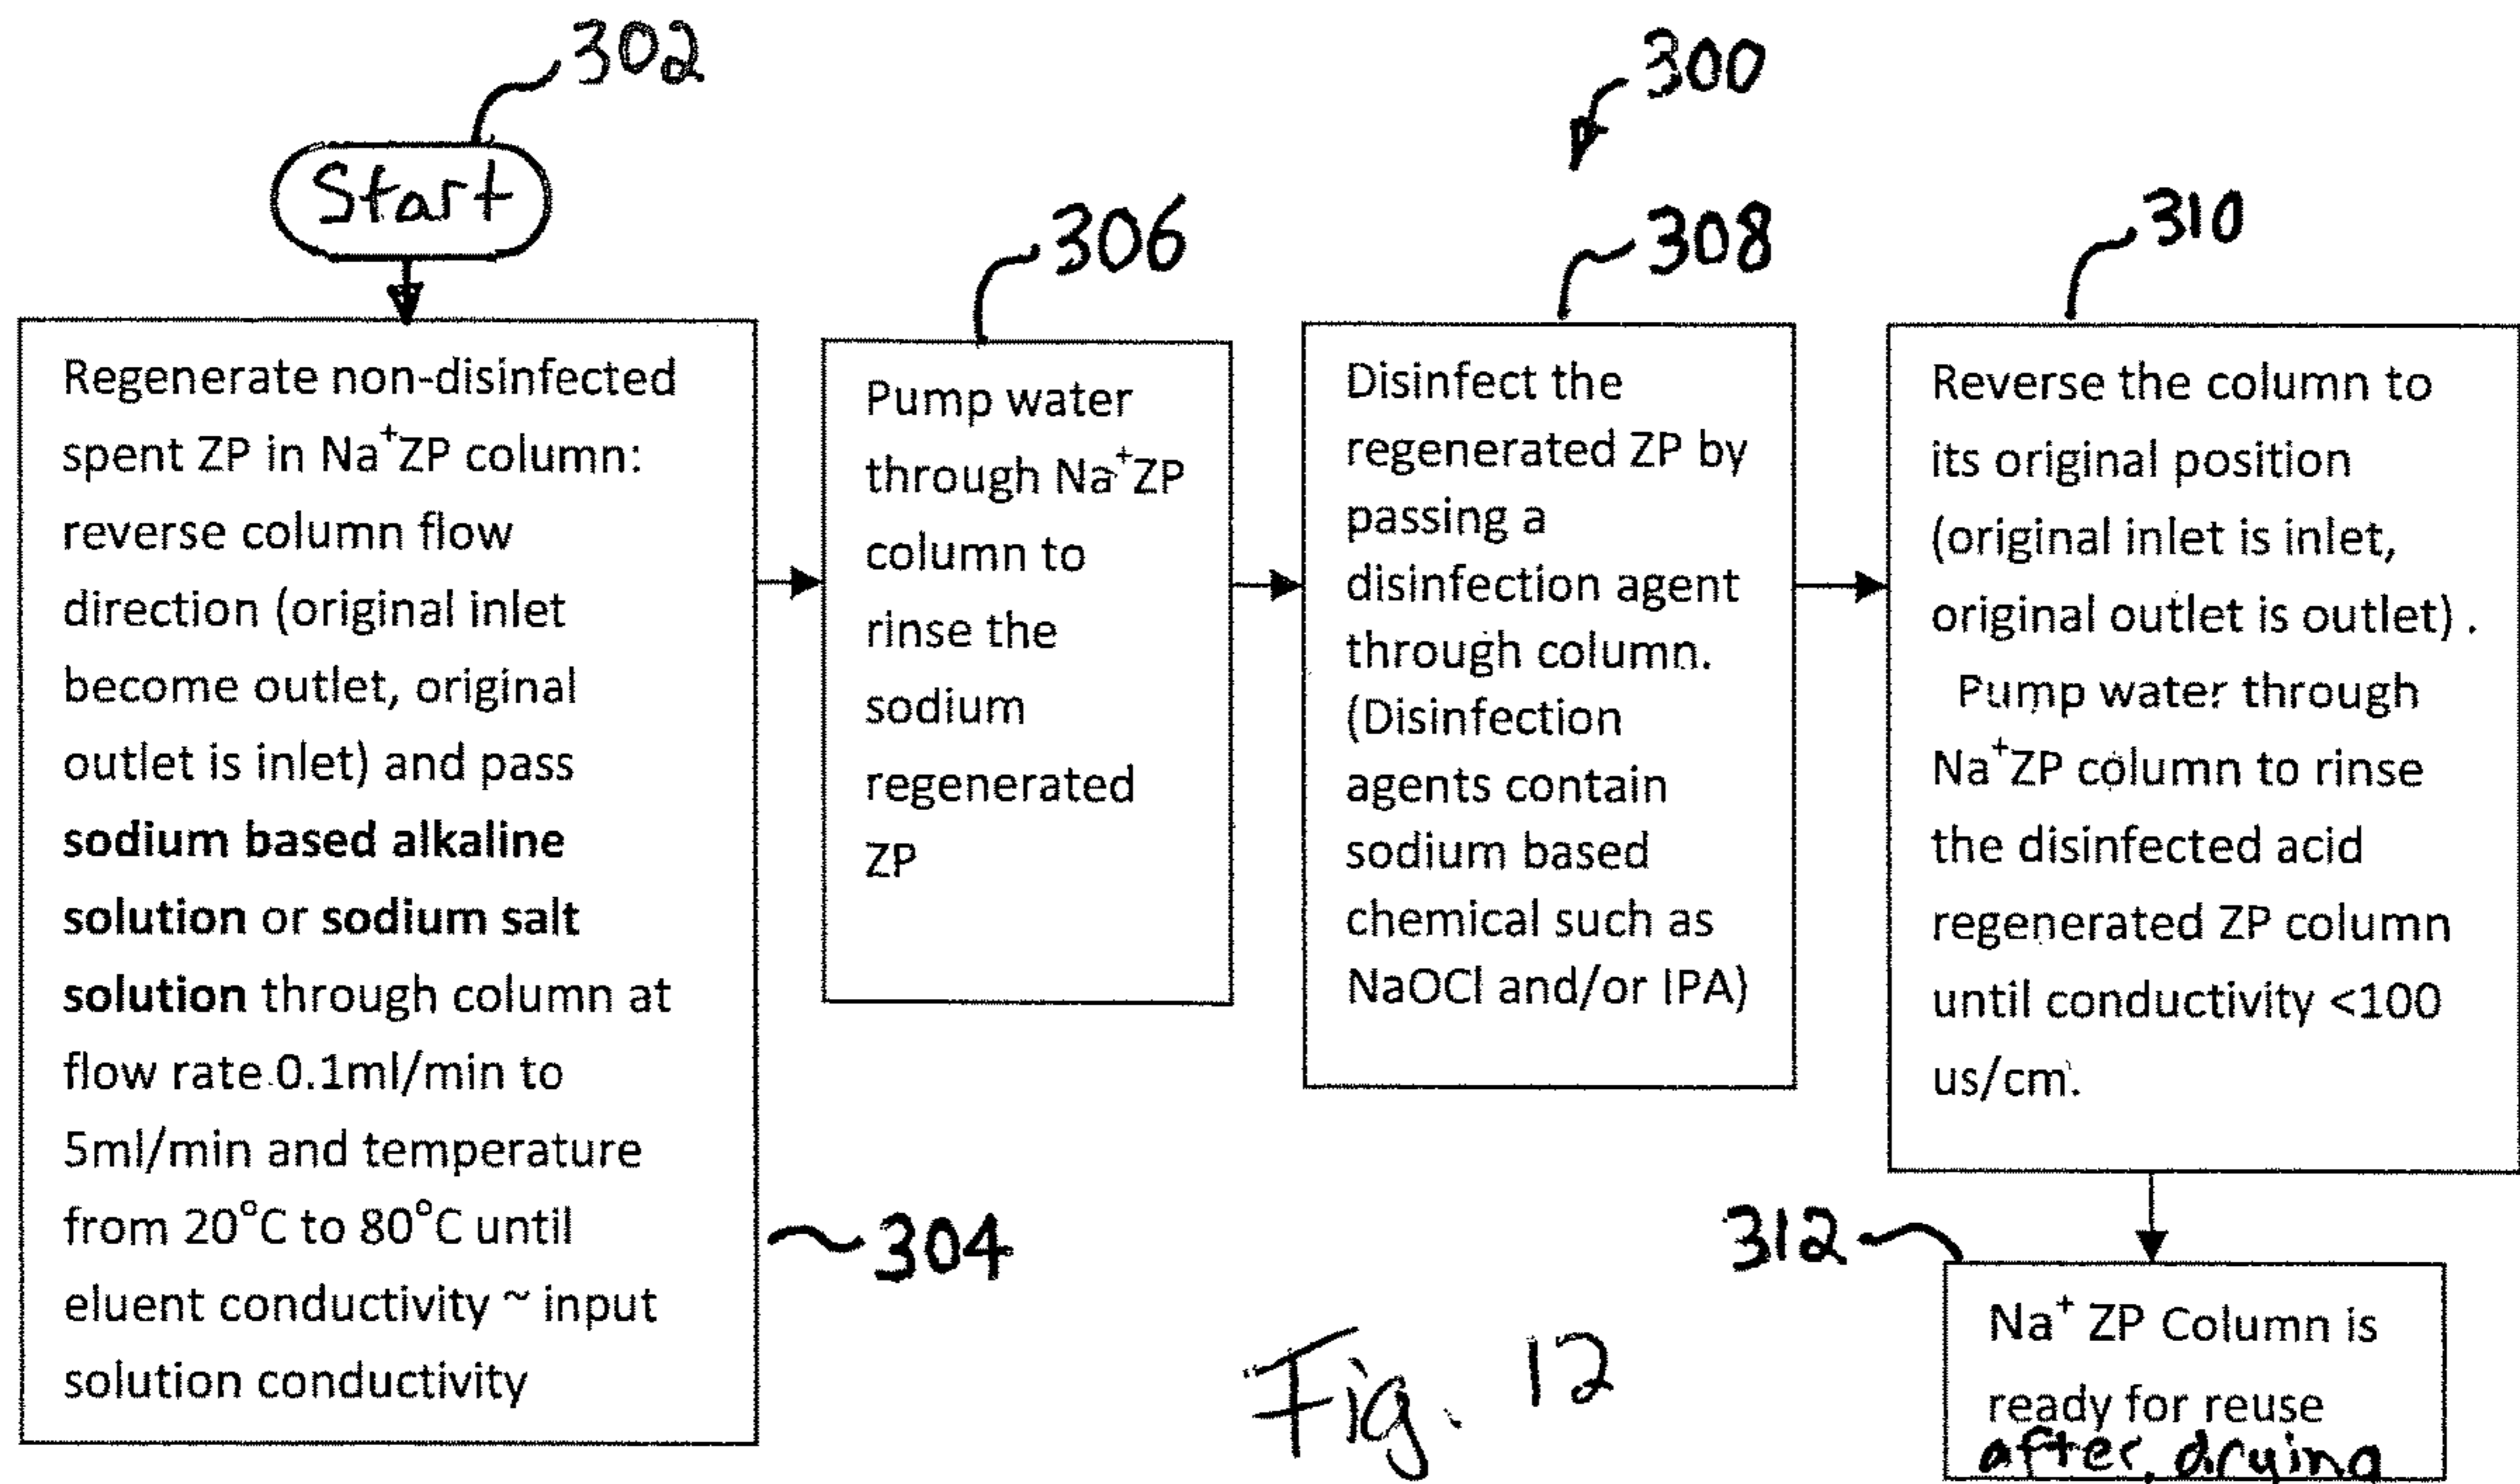 302
300
Start
306
308
310
Regenerate non-disinfected
spent ZP in Na⁺ZP column:
reverse column flow
direction (original inlet
become outlet, original
outlet is inlet) and pass
sodium based alkaline
solution or sodium salt
solution through column at
flow rate 0.1ml/min to
5ml/min and temperature
from 20°C to 80°C until
eluent conductivity ~ input
solution conductivity
304
Pump water
through Na⁺ZP
column to
rinse the
sodium
regenerated
ZP
Disinfect the
regenerated ZP by
passing a
disinfection agent
through column.
(Disinfection
agents contain
sodium based
chemical such as
NaOCl and/or IPA)
Reverse the column to
its original position
(original inlet is inlet,
original outlet is outlet) .
Pump water through
Na⁺ZP column to rinse
the disinfected acid
regenerated ZP column
until conductivity <100
us/cm.
312
Na⁺ ZP Column is
ready for reuse
after drying
Fig. 12